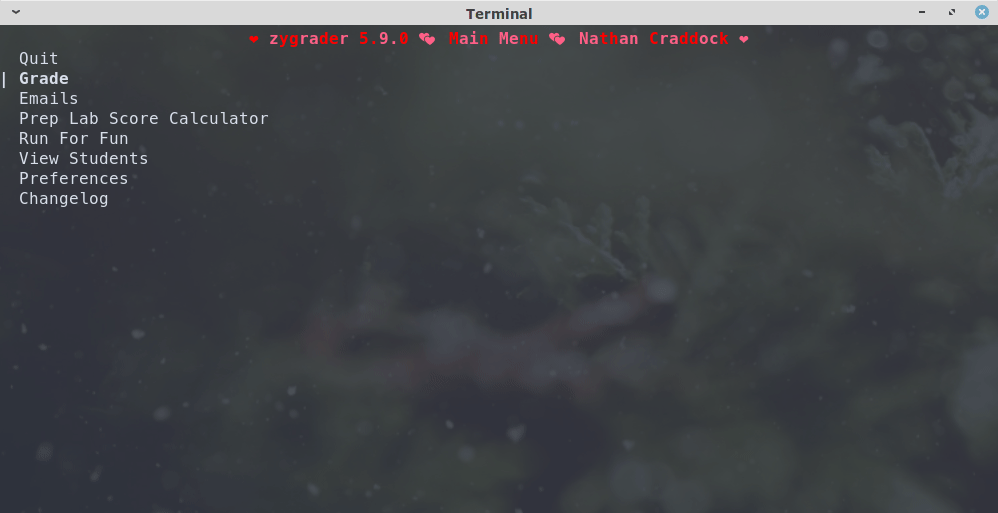 Terminal
❤ zygrader 5.9.0 💕 Main Menu 💕 Nathan Craddock ❤
Quit
| Grade
Emails
Prep Lab Score Calculator
Run For Fun
View Students
Preferences
Changelog